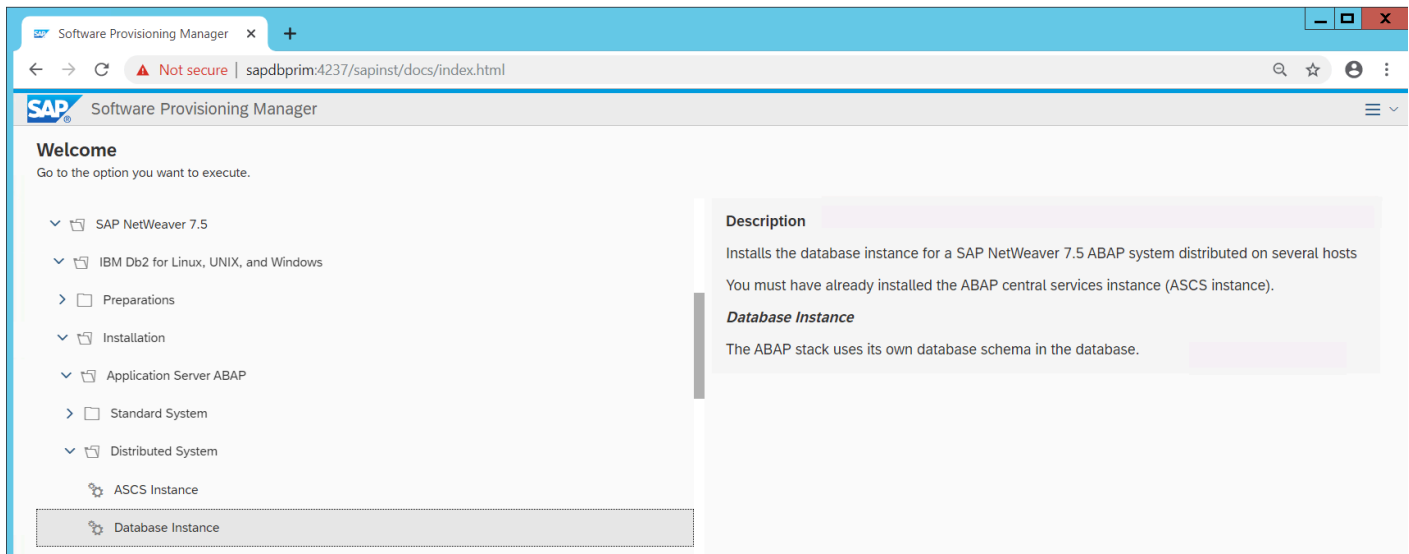 Software Provisioning Manager
Not secure | sapdbprim:4237/sapinst/docs/index.html
SAP® Software Provisioning Manager
Welcome
Go to the option you want to execute.
SAP NetWeaver 7.5
IBM Db2 for Linux, UNIX, and Windows
Preparations
Installation
Application Server ABAP
Standard System
Distributed System
ASCS Instance
Database Instance
Description
Installs the database instance for a SAP NetWeaver 7.5 ABAP system distributed on several hosts
You must have already installed the ABAP central services instance (ASCS instance).
Database Instance
The ABAP stack uses its own database schema in the database.